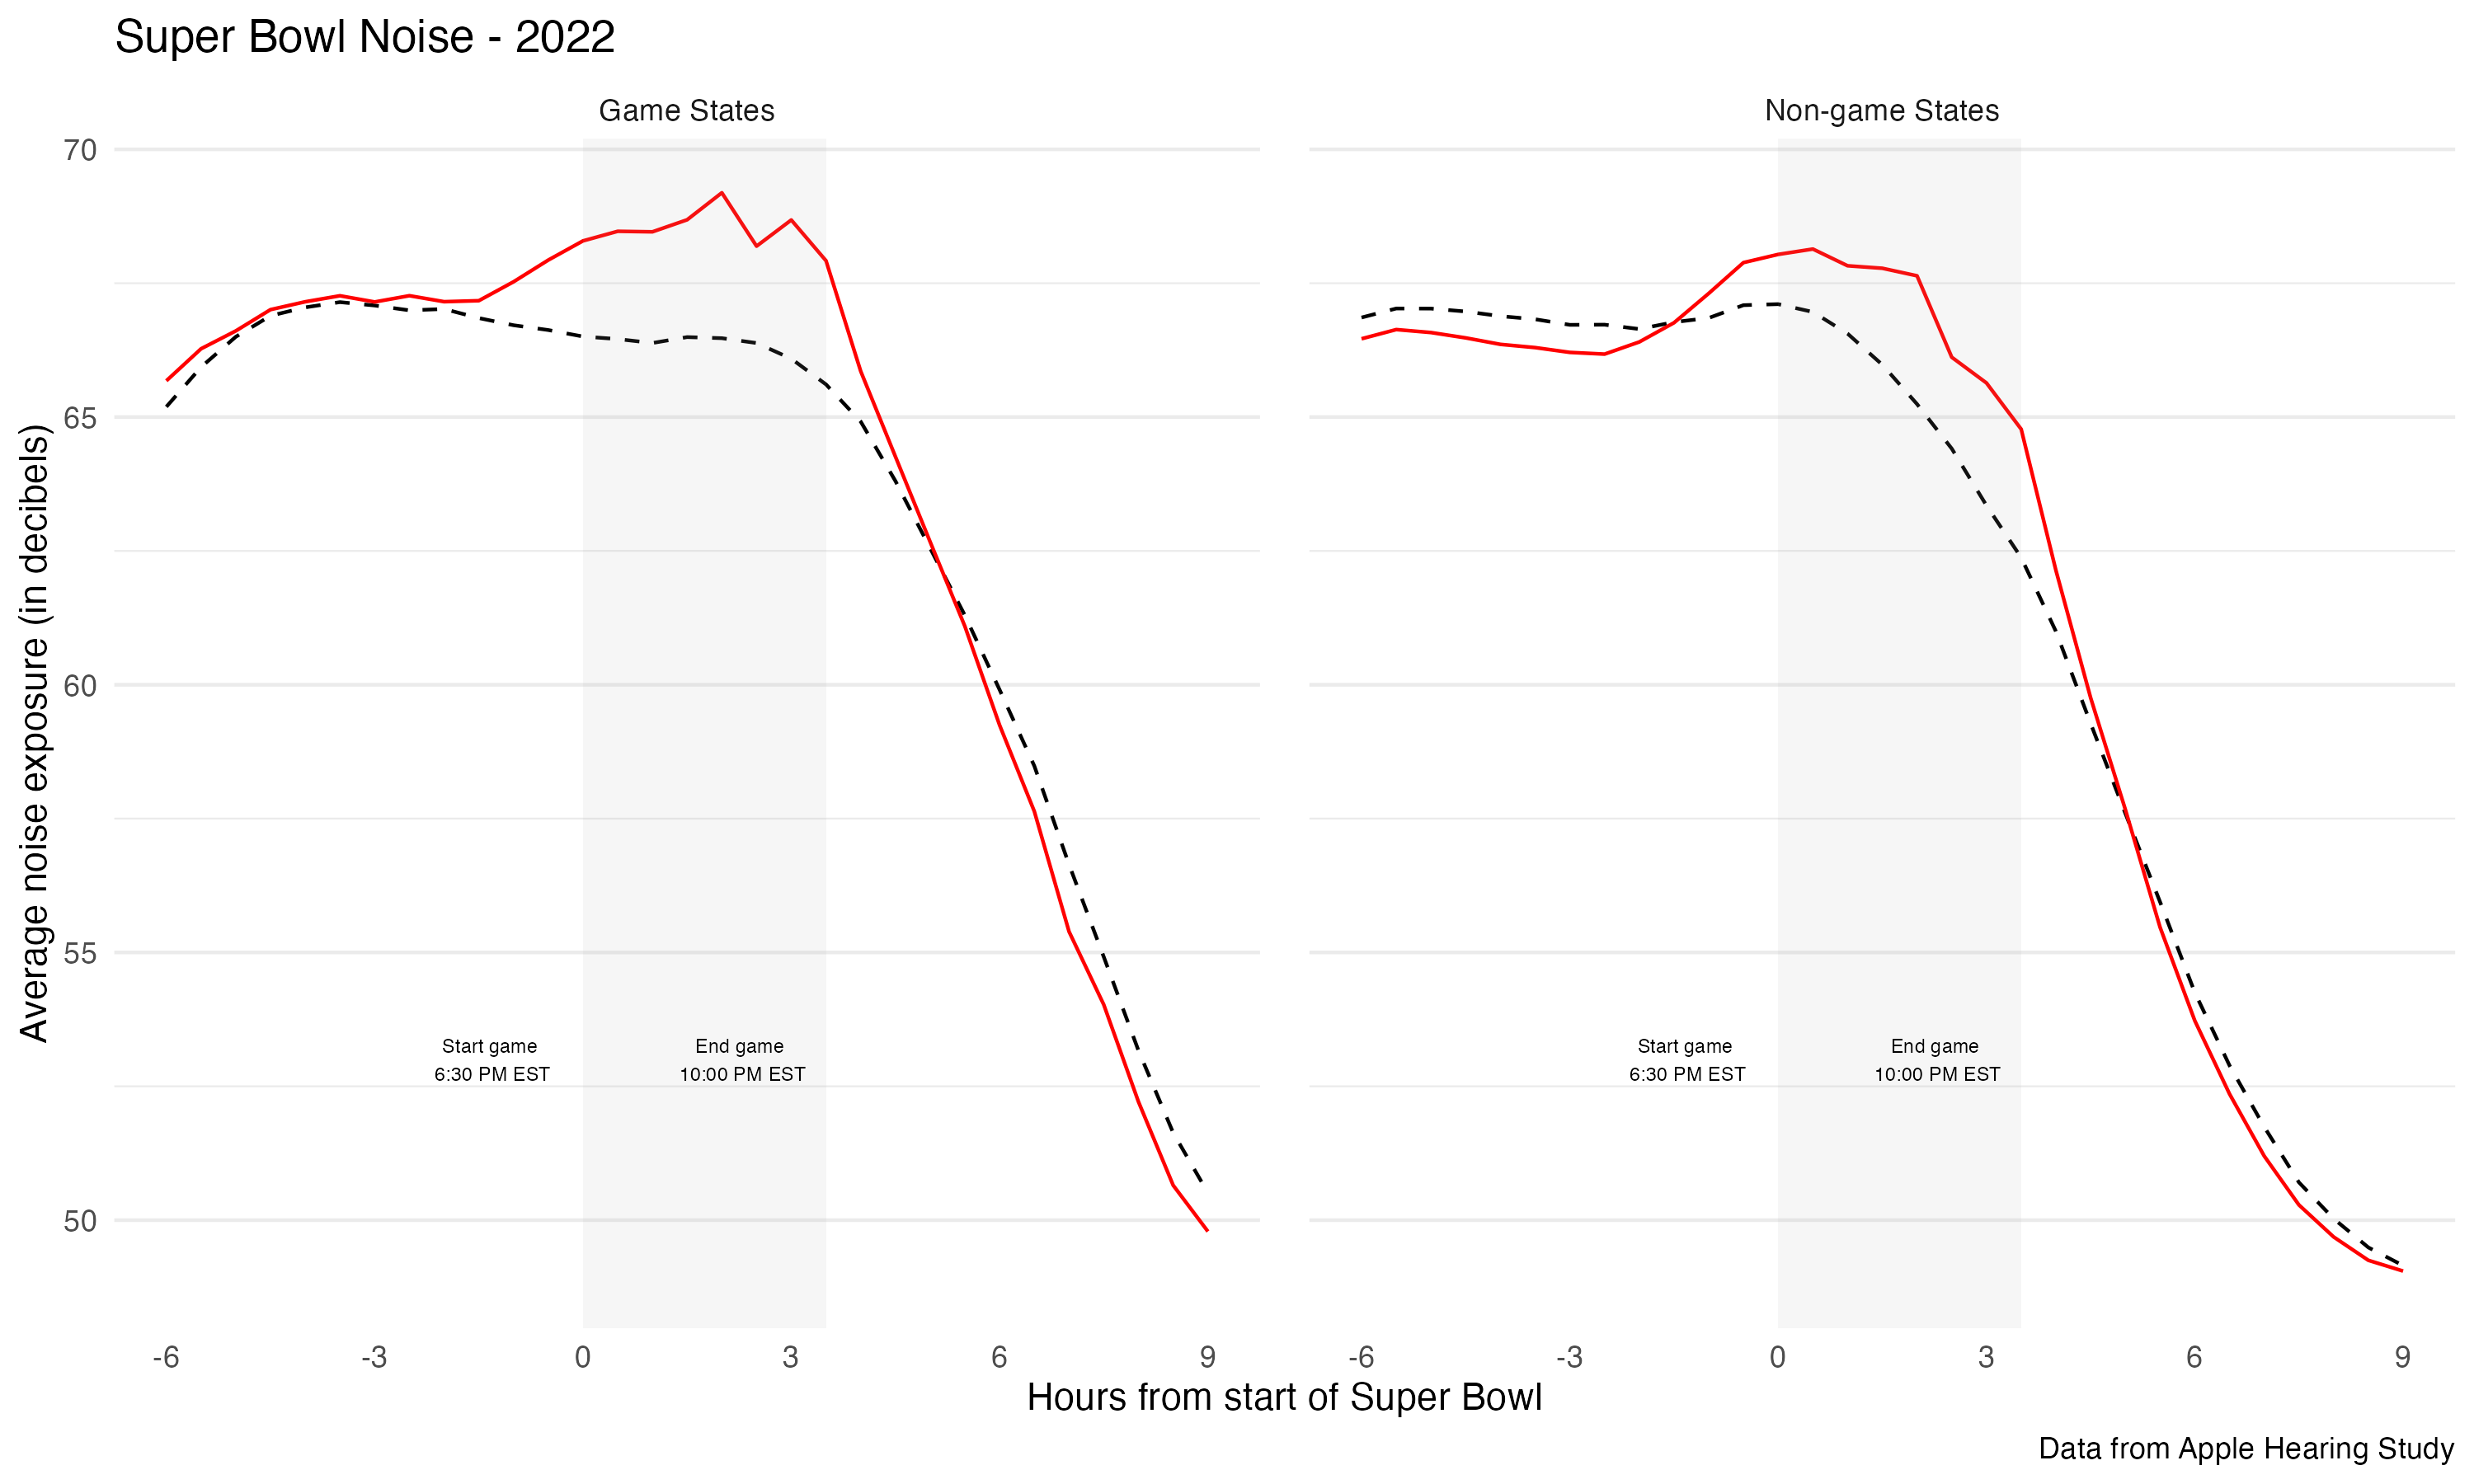 Super Bowl Noise - 2022
Game States
Non-game States
Average noise exposure (in decibels)
70
65
60
55
50
Start game
6:30 PM EST
End game
10:00 PM EST
Start game
6:30 PM EST
End game
10:00 PM EST
-6 -3 0 3 6 9
-6 -3 0 3 6 9
Hours from start of Super Bowl
Data from Apple Hearing Study